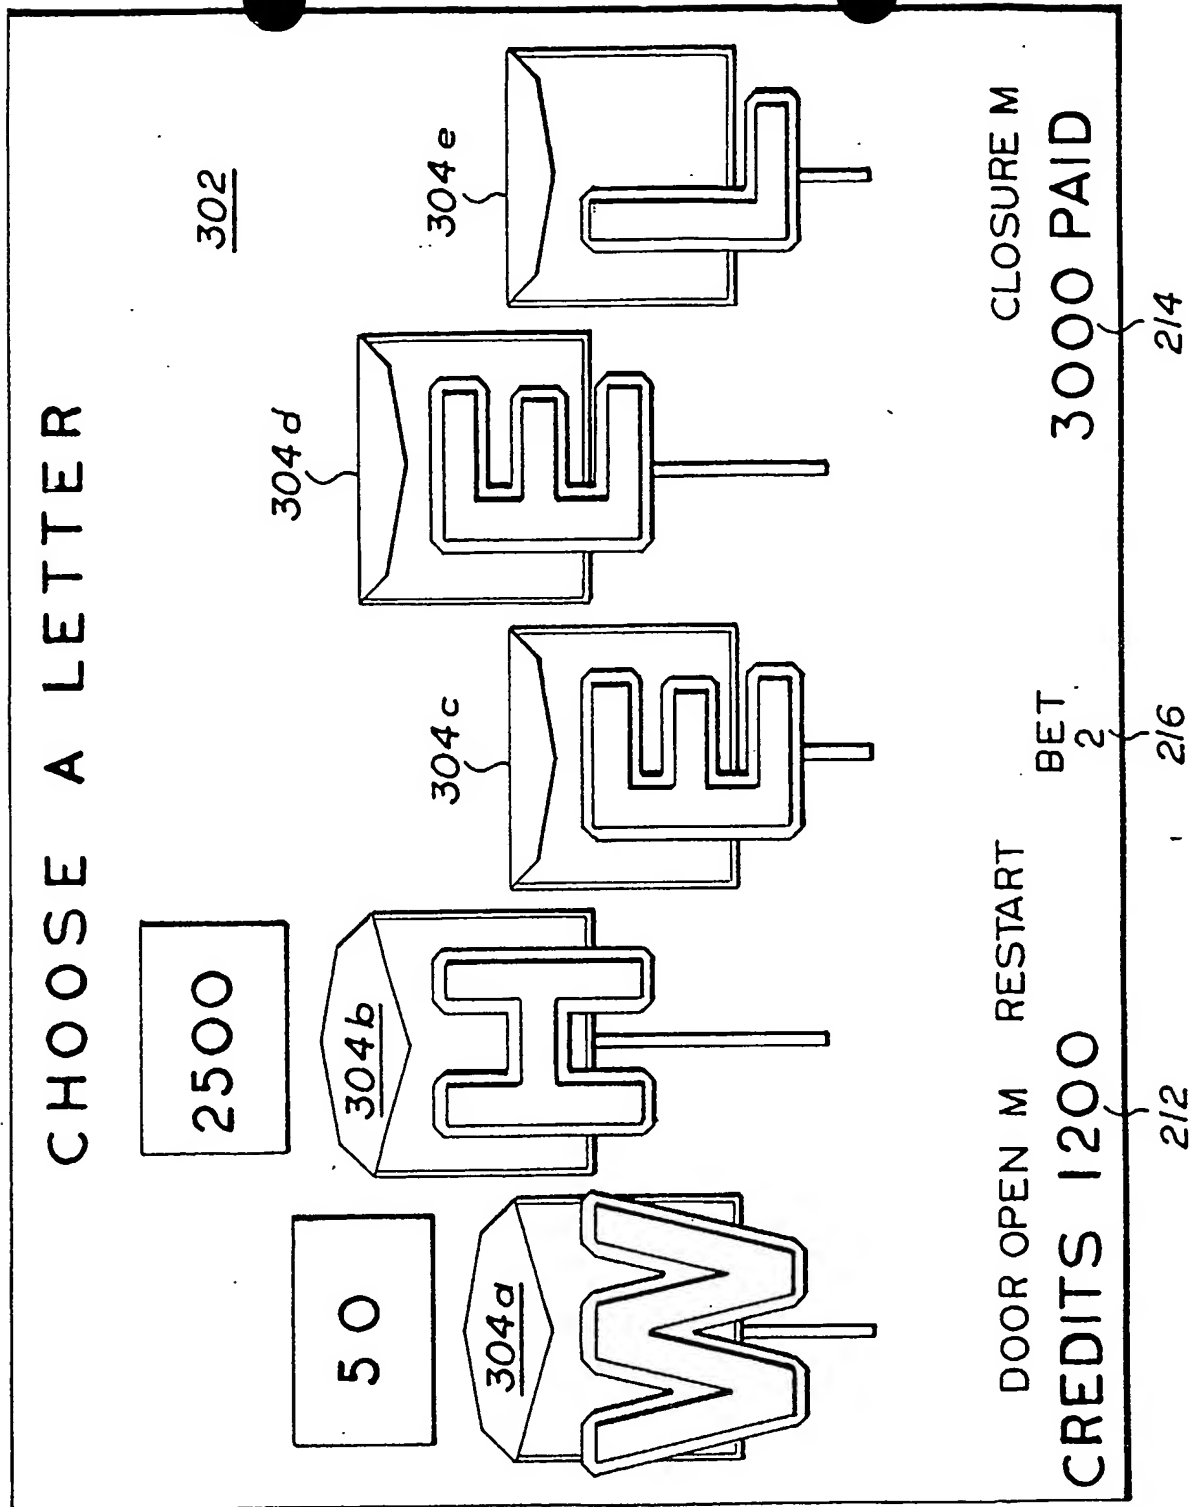 CHOOSE A LETTER
302
2500
50
304b
304d
304a
304c
304e
W H E E L
DOOR OPEN M RESTART
CLOSURE M
CREDITS 1200
BET
2
3000 PAID
212
216
214